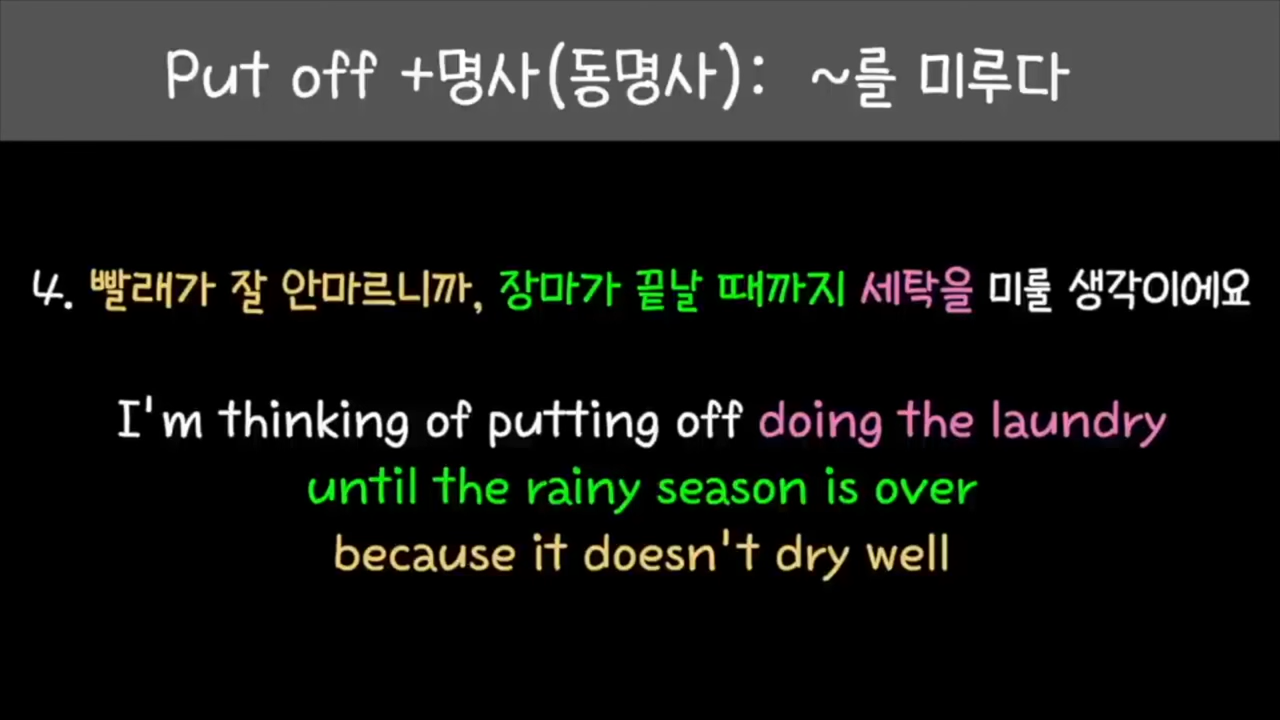 Put off +명사(동명사): ~를 미루다
4. 빨래가 잘 안마르니까, 장마가 끝날 때까지 세탁을 미룰 생각이에요
I'm thinking of putting off doing the laundry
until the rainy season is over
because it doesn't dry well